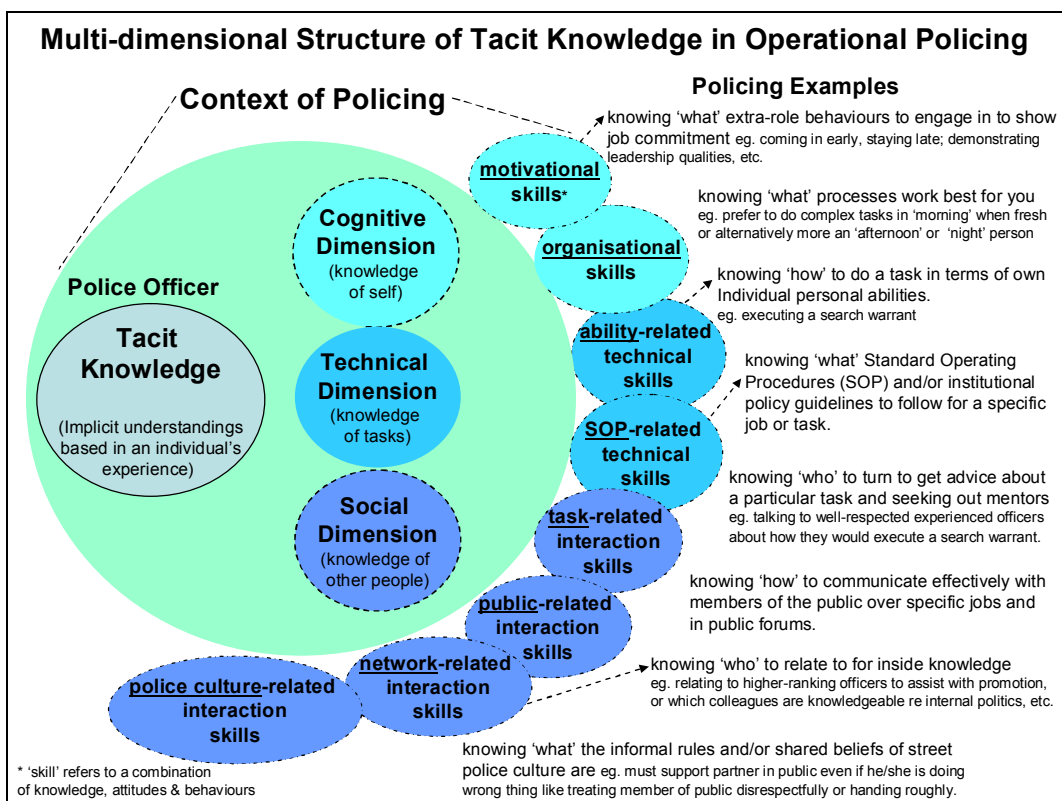 Multi-dimensional Structure of Tacit Knowledge in Operational Policing
Context of Policing
Policing Examples
Police Officer
Tacit
Knowledge
(Implicit understandings
based in an individual's
experience)
Cognitive
Dimension
(knowledge
of self)
Technical
Dimension
(knowledge
of tasks)
Social
Dimension
(knowledge of
other people)
motivational
skills*
organisational
skills
ability-related
technical
skills
SOP-related
technical
skills
task-related
interaction
skills
public-related
interaction
skills
network-related
interaction
skills
police culture-related
interaction
skills
knowing ‘what’ extra-role behaviours to engage in to show
job commitment eg. coming in early, staying late; demonstrating
leadership qualities, etc.
knowing ‘what’ processes work best for you
eg. prefer to do complex tasks in ‘morning’ when fresh
or alternatively more an ‘afternoon’ or ‘night’ person
knowing ‘how’ to do a task in terms of own
Individual personal abilities.
eg. executing a search warrant
knowing ‘what’ Standard Operating
Procedures (SOP) and/or institutional
policy guidelines to follow for a specific
job or task.
knowing ‘who’ to turn to get advice about
a particular task and seeking out mentors
eg. talking to well-respected experienced officers
about how they would execute a search warrant.
knowing ‘how’ to communicate effectively with
members of the public over specific jobs and
in public forums.
knowing ‘who’ to relate to for inside knowledge
eg. relating to higher-ranking officers to assist with promotion,
or which colleagues are knowledgeable re internal politics, etc.
knowing ‘what’ the informal rules and/or shared beliefs of street
police culture are eg. must support partner in public even if he/she is doing
wrong thing like treating member of public disrespectfully or handing roughly.
* ‘skill’ refers to a combination
of knowledge, attitudes & behaviours